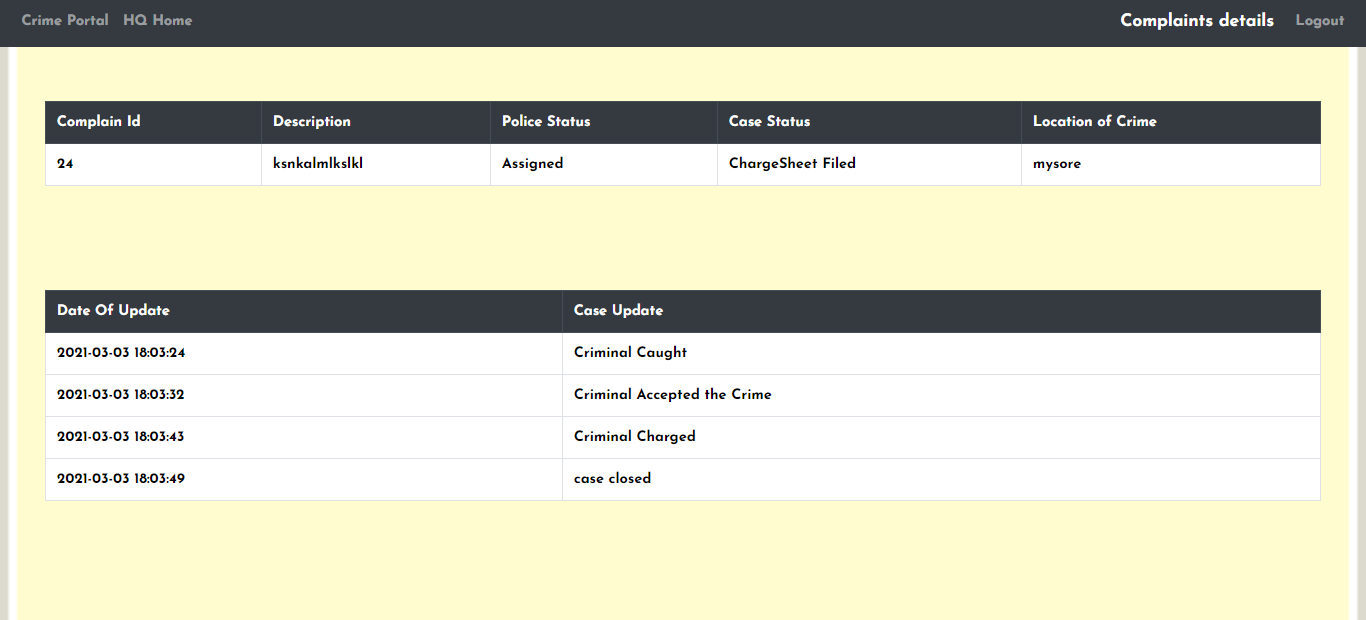 Crime Portal HQ Home Complaints details Logout
Complain Id Description Police Status Case Status Location of Crime
24 ksnkalmlkslkl Assigned ChargeSheet Filed mysore
Date Of Update Case Update
2021-03-03 18:03:24 Criminal Caught
2021-03-03 18:03:32 Criminal Accepted the Crime
2021-03-03 18:03:43 Criminal Charged
2021-03-03 18:03:49 case closed